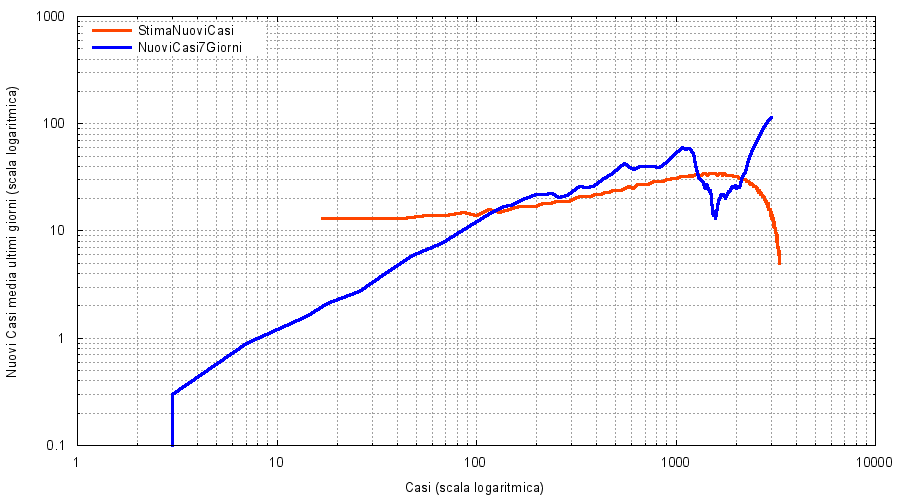 1000
StimaNuoviCasi
NuoviCasi7Giorni
100
10
1
0.1
1 10 100 1000 10000
Nuovi Casi media ultimi giorni (scala logaritmica)
Casi (scala logaritmica)